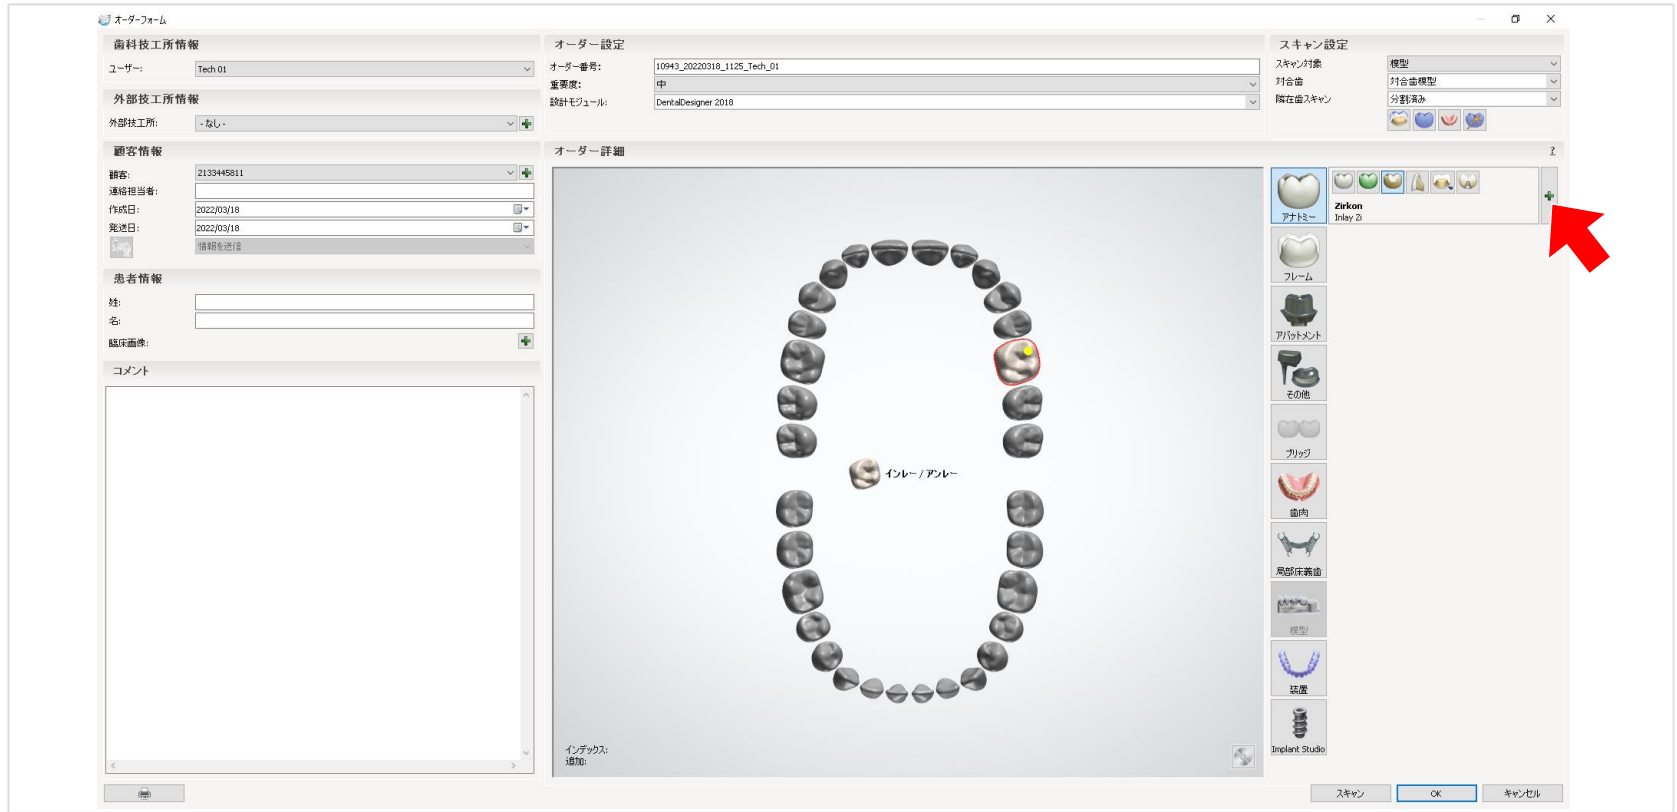 オーダーフォーム
歯科技工所情報
ユーザー:
Tech 01
外部技工所情報
外部技工所:
- なし -
顧客情報
顧客:
2133445811
連絡担当者:
作成日:
2022/03/18
発送日:
2022/03/18
情報を送信
患者情報
姓:
名:
臨床画像:
コメント
オーダー設定
オーダー番号:
10943_20220318_1125_Tech_01
重要度:
中
設計モジュール:
DentalDesigner 2018
スキャン設定
スキャン対象
模型
対合歯
対合歯模型
隣在歯スキャン
分割済み
オーダー詳細
?
インレー / アンレー
インデックス:
追加:
アナトミー
Zirkon
Inlay Zi
フレーム
アバットメント
その他
ブリッジ
歯肉
局部床義歯
模型
装置
Implant Studio
スキャン
OK
キャンセル